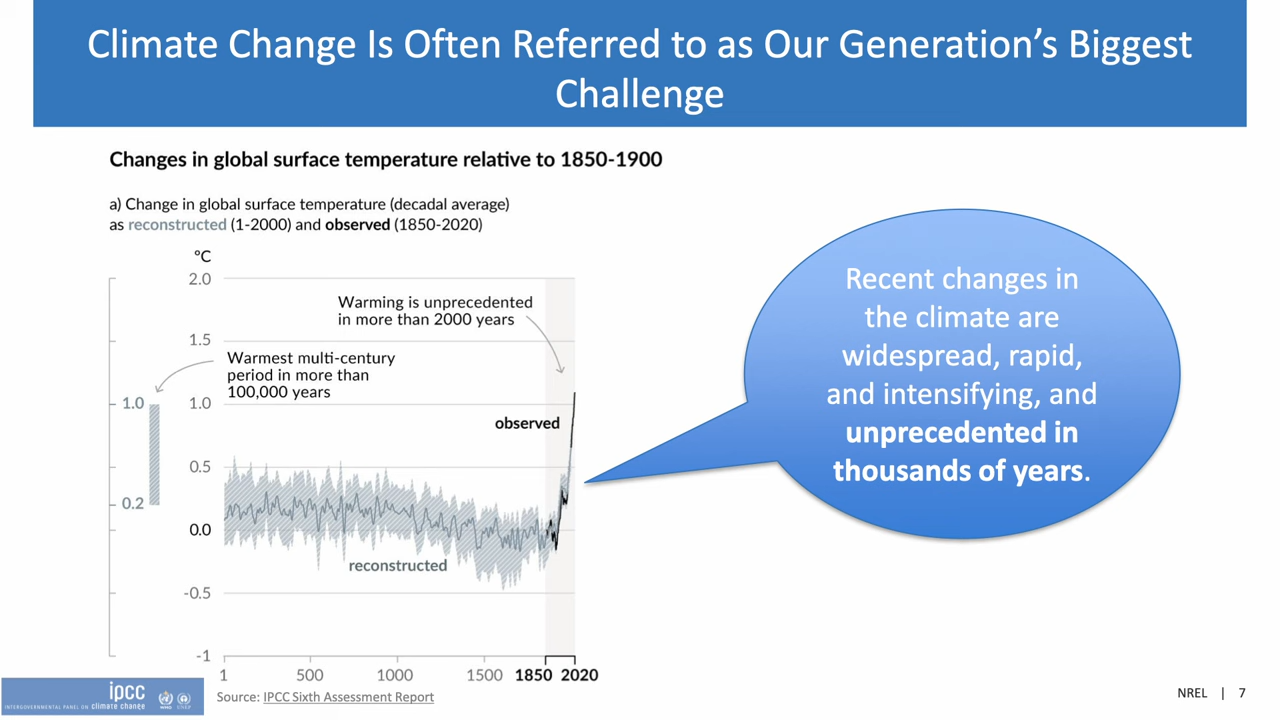 Climate Change Is Often Referred to as Our Generation’s Biggest
Challenge
Changes in global surface temperature relative to 1850-1900
a) Change in global surface temperature (decadal average)
as reconstructed (1-2000) and observed (1850-2020)
ºC
2.0
1.5
1.0
0.5
0.0
-0.5
-1
1.0
0.2
Warming is unprecedented
in more than 2000 years
Warmest multi-century
period in more than
100,000 years
observed
reconstructed
1 500 1000 1500 1850 2020
Recent changes in
the climate are
widespread, rapid,
and intensifying, and
unprecedented in
thousands of years.
ipcc
INTERGOVERNMENTAL PANEL ON climate change
WMO UNEP
Source: IPCC Sixth Assessment Report
NREL | 7